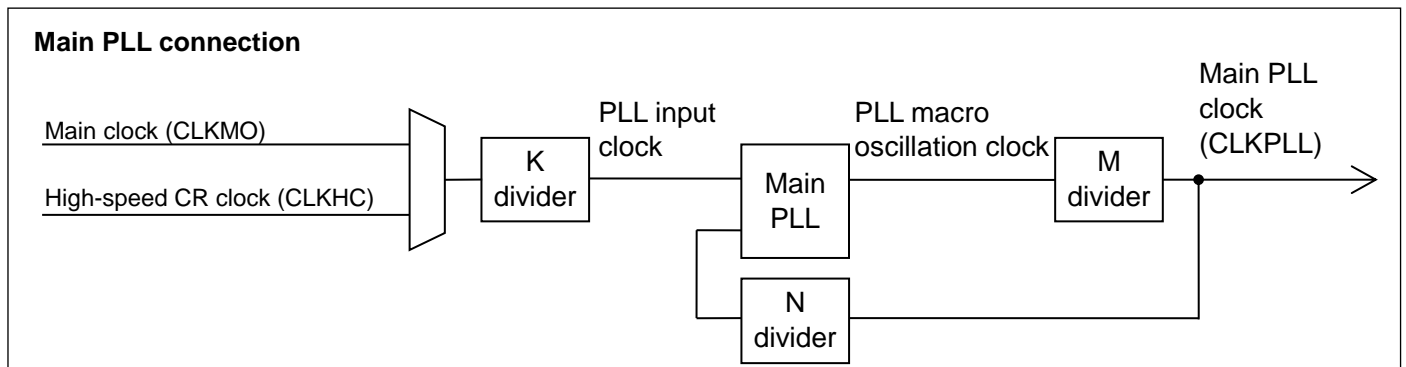 Main PLL connection
Main clock (CLKMO)
High-speed CR clock (CLKHC)
K
divider
PLL input
clock
Main
PLL
N
divider
PLL macro
oscillation clock
M
divider
Main PLL
clock
(CLKPLL)